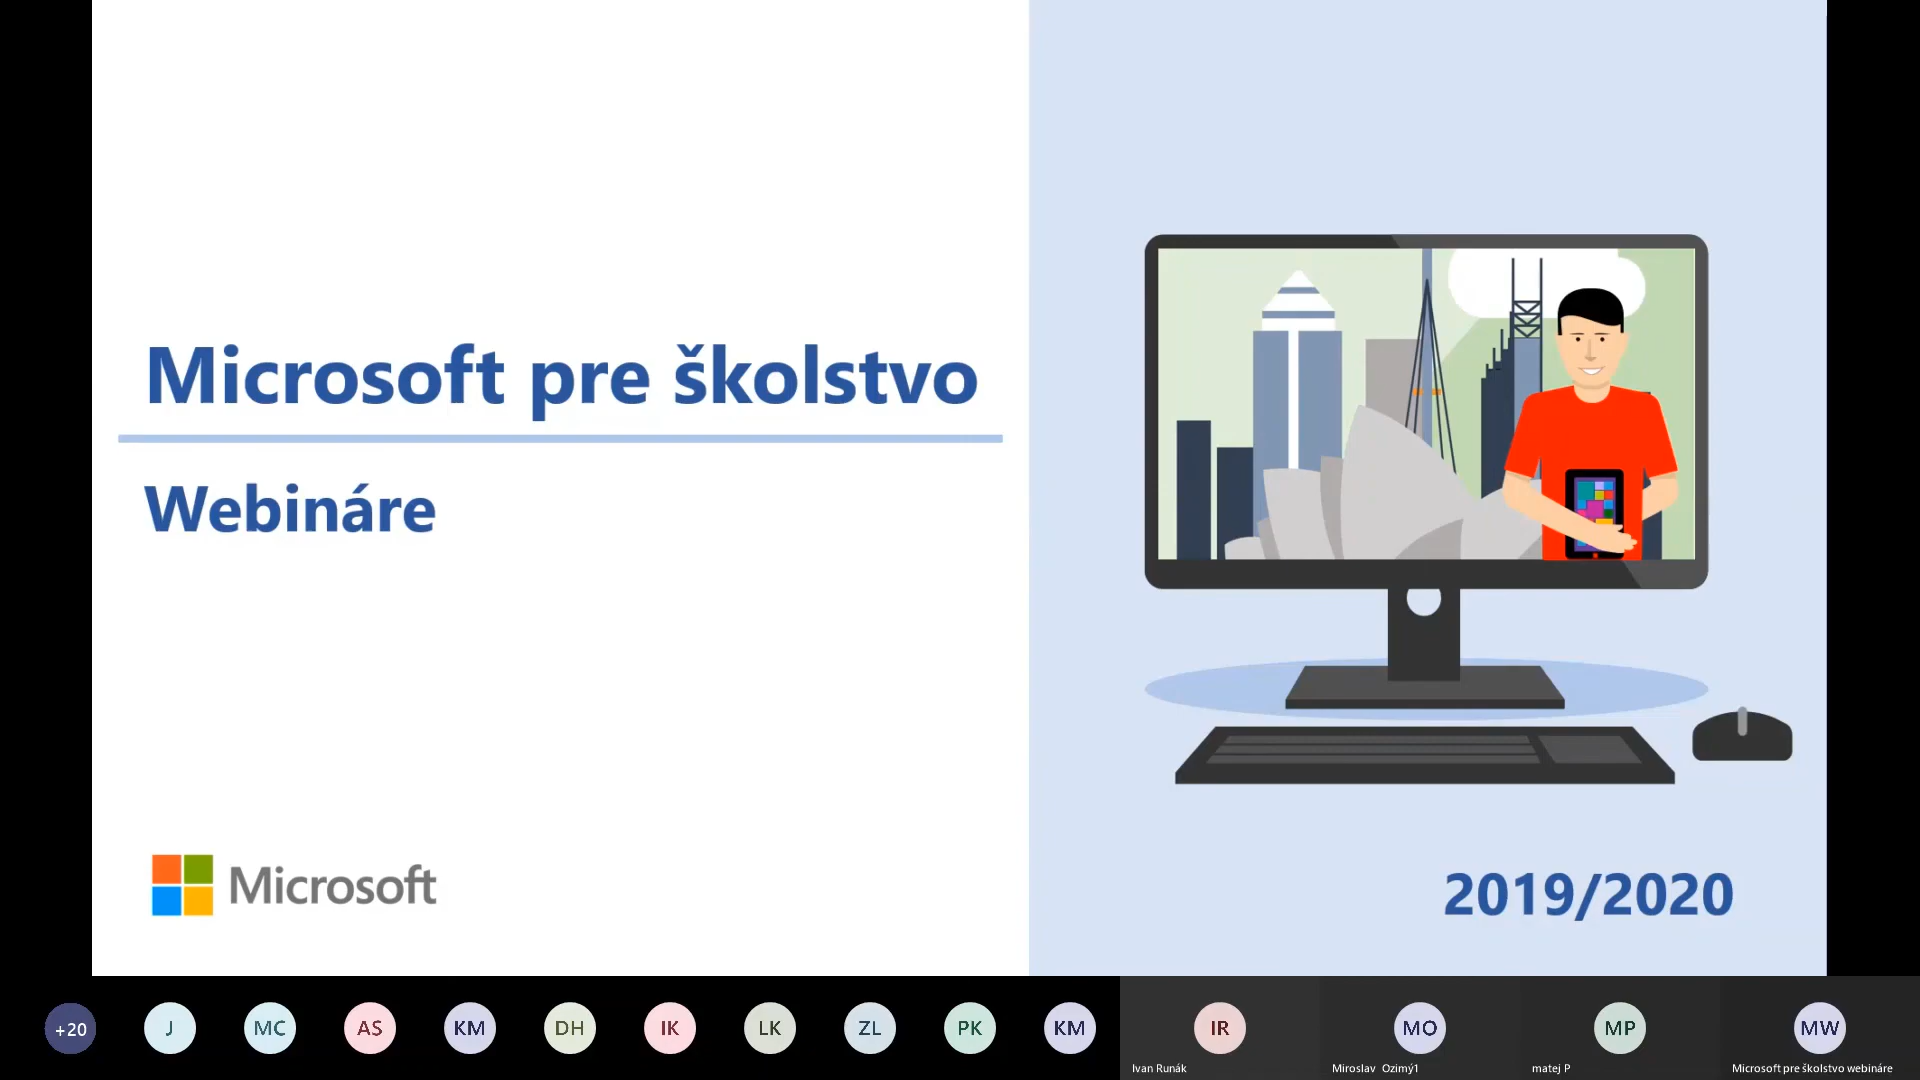 Microsoft pre školstvo
Webináre
Microsoft
2019/2020
+20
J
MC
AS
KM
DH
IK
LK
ZL
PK
KM
IR
MO
MP
MW
Ivan Runák
Miroslav Ozimý1
matej P
Microsoft pre školstvo webináre